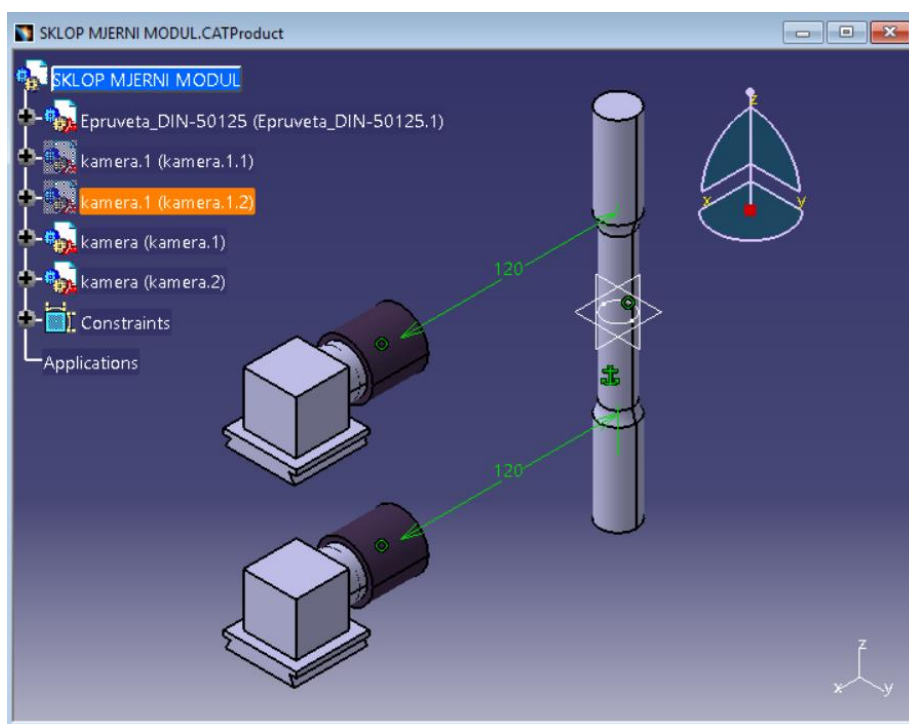 SKLOP MJERNI MODUL.CATProduct
SKLOP MJERNI MODUL
Epruveta_DIN-50125 (Epruveta_DIN-50125.1)
kamera.1 (kamera.1.1)
kamera.1 (kamera.1.2)
kamera (kamera.1)
kamera (kamera.2)
Constraints
Applications
z
x y
120
120
z
x y